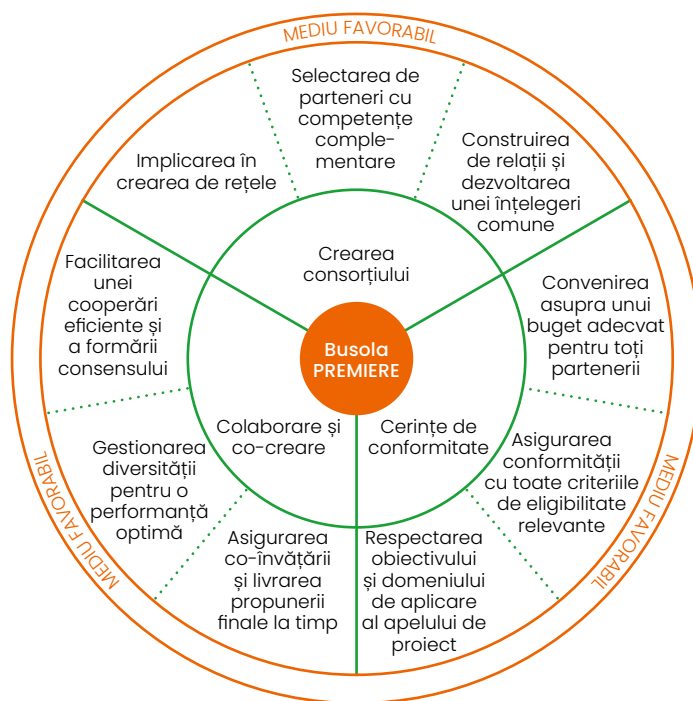 MEDIU FAVORABIL
Selectarea de
parteneri cu
competențe
comple-
mentare
Construirea
de relații și
dezvoltarea
unei înțelegeri
comune
Implicarea în
crearea de rețele
Crearea
consorțiului
Facilitarea
unei
cooperări
eficiente și
a formării
consensului
Convenirea
asupra unui
buget adecvat
pentru toți
partenerii
Busola
PREMIERE
Colaborare și
co-creare
Cerințe de
conformitate
Gestionarea
diversității
pentru o
performanță
optimă
Asigurarea
conformității
cu toate criteriile
de eligibilitate
relevante
Asigurarea
co-învățării
și livrarea
propunerii
finale la timp
Respectarea
obiectivului
și domeniului
de aplicare
al apelului de
proiect
MEDIU FAVORABIL
MEDIU FAVORABIL